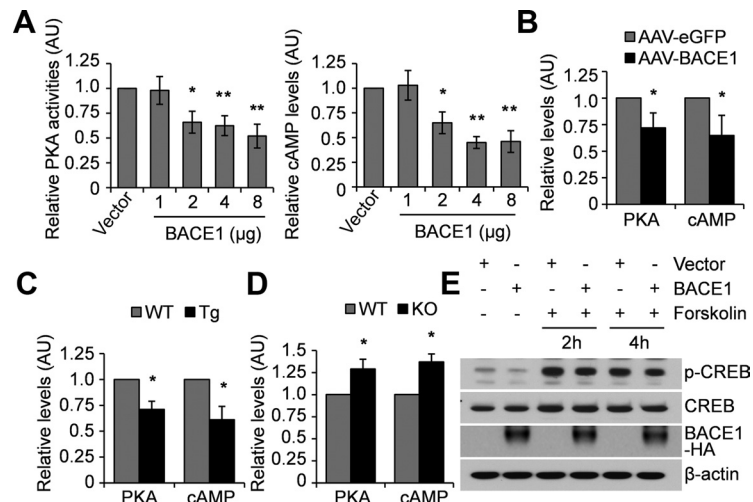 A
Relative PKA activities (AU)
1.25
1
0.75
0.5
0.25
0
* ** **
Vector 1 2 4 8
BACE1 (µg)
Relative cAMP levels (AU)
1.25
1
0.75
0.5
0.25
0
* ** **
Vector 1 2 4 8
BACE1 (µg)
B
AAV-eGFP
AAV-BACE1
Relative levels (AU)
1.25
1
0.75
0.5
0.25
0
* *
PKA cAMP
C
WT Tg
Relative levels (AU)
1.25
1
0.75
0.5
0.25
0
* *
PKA cAMP
D
WT KO
Relative levels (AU)
1.5
1.25
1
0.75
0.5
0.25
0
* *
PKA cAMP
E
+ - + - + - Vector
- + - + - + BACE1
- - + + + + Forskolin
2h 4h
p-CREB
CREB
BACE1
-HA
β-actin